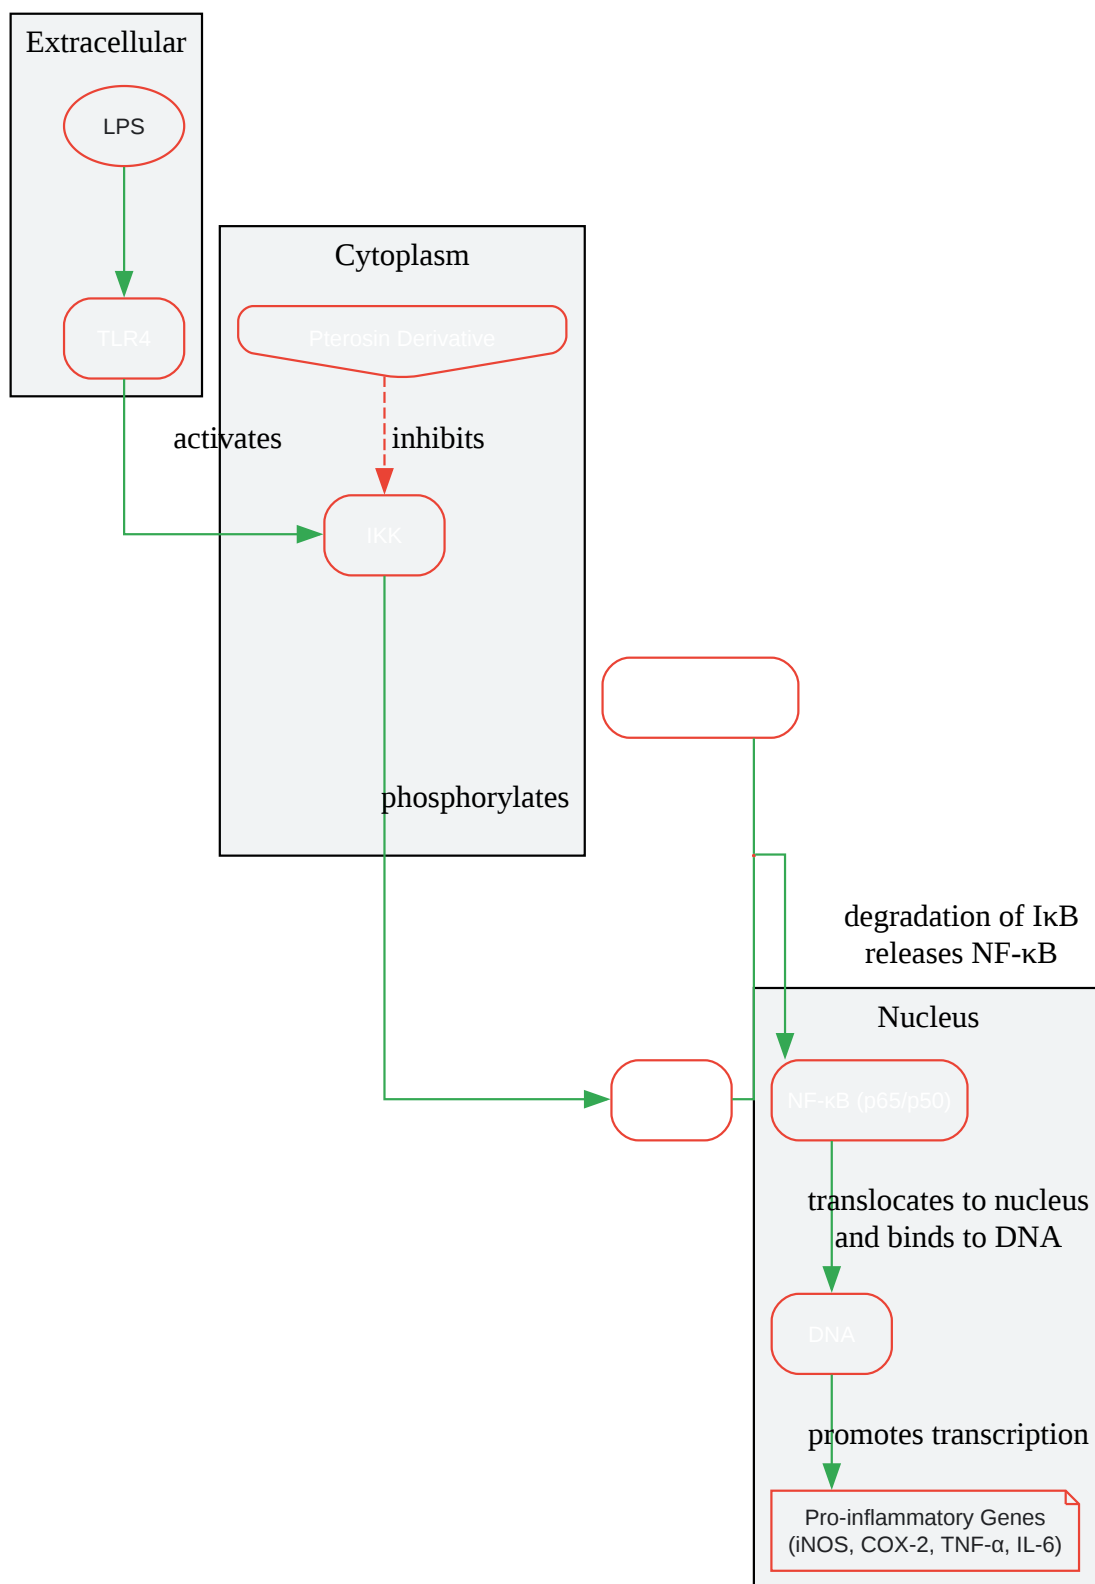 Extracellular
LPS
TLR4
Cytoplasm
Pterosin Derivative
activates
inhibits
IKK
phosphorylates
degradation of IκB
releases NF-κB
Nucleus
NF-κB (p65/p50)
translocates to nucleus
and binds to DNA
DNA
promotes transcription
Pro-inflammatory Genes
(iNOS, COX-2, TNF-α, IL-6)